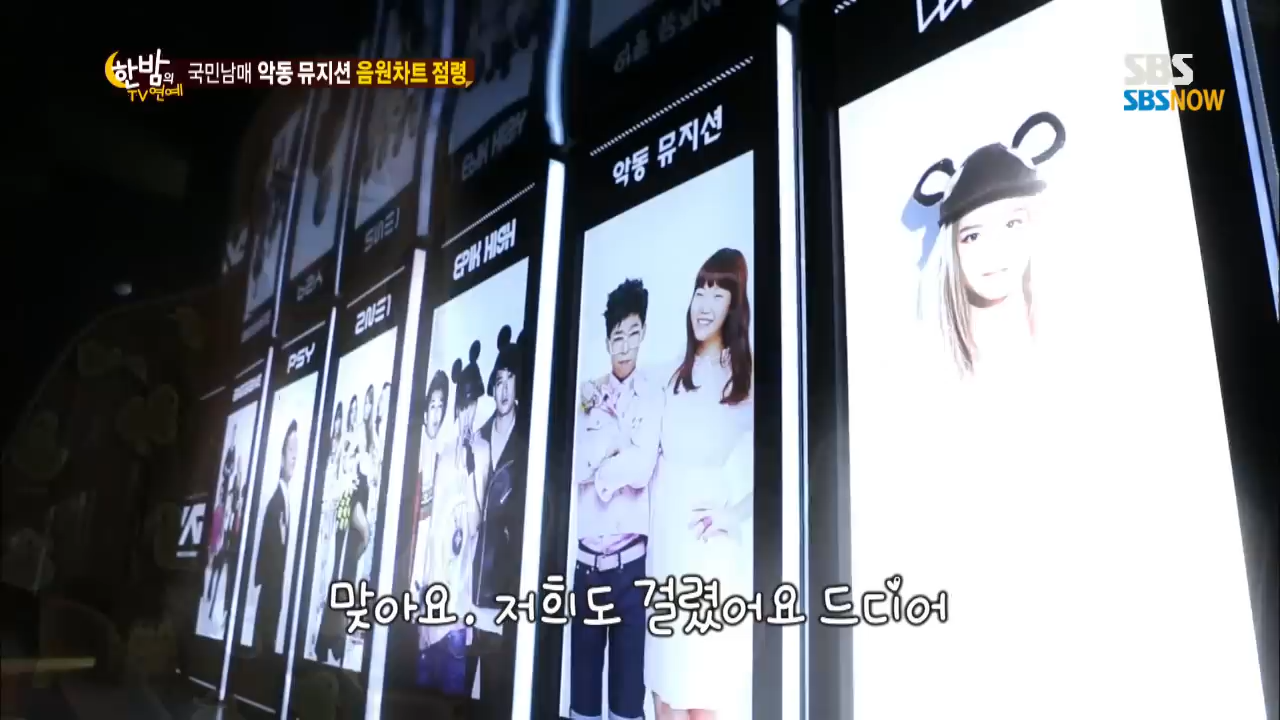 한밤의
TV연예
국민남매 악동 뮤지션 음원차트 점령
SBS
SBSNOW
악동 뮤지션
EPIK HIGH
2NE1
PSY
YG
맞아요. 저희도 걸렸어요 드디어